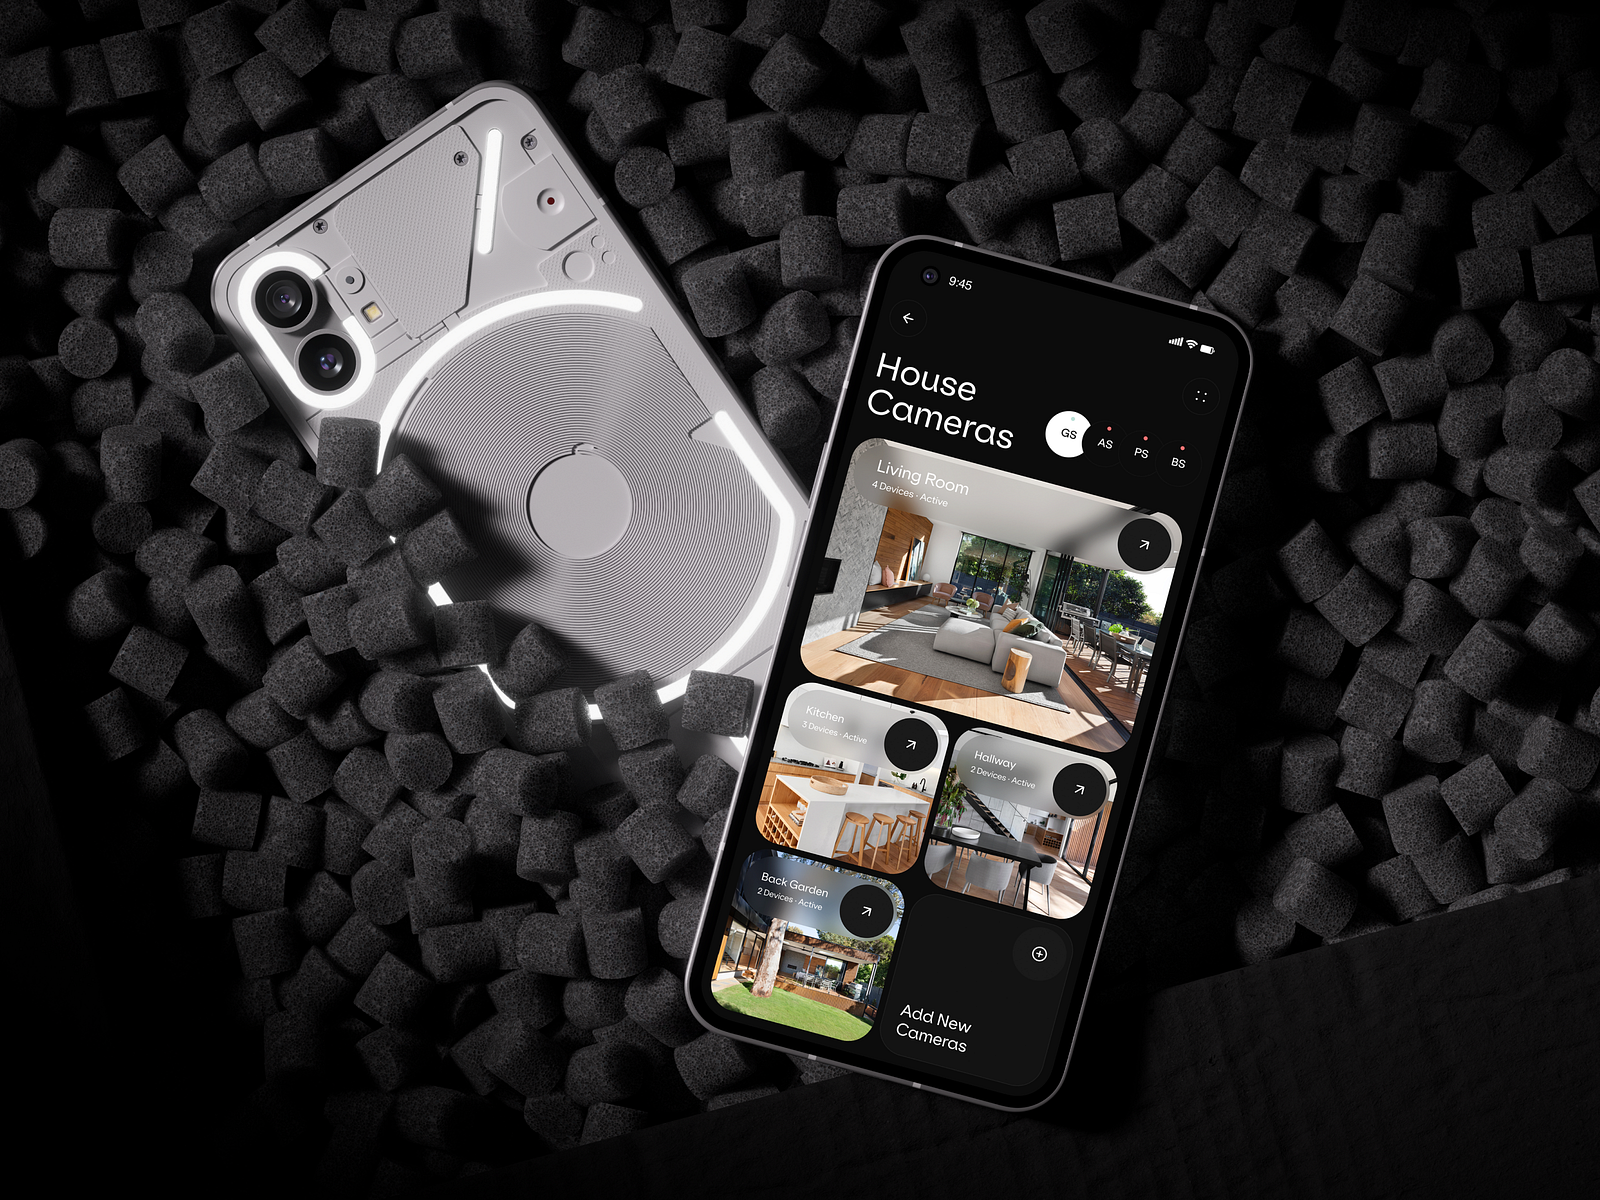 9:45
House
Cameras
GS
AS
PS
BS
Living Room
4 Devices · Active
Kitchen
3 Devices · Active
Hallway
2 Devices · Active
Back Garden
2 Devices · Active
Add New
Cameras